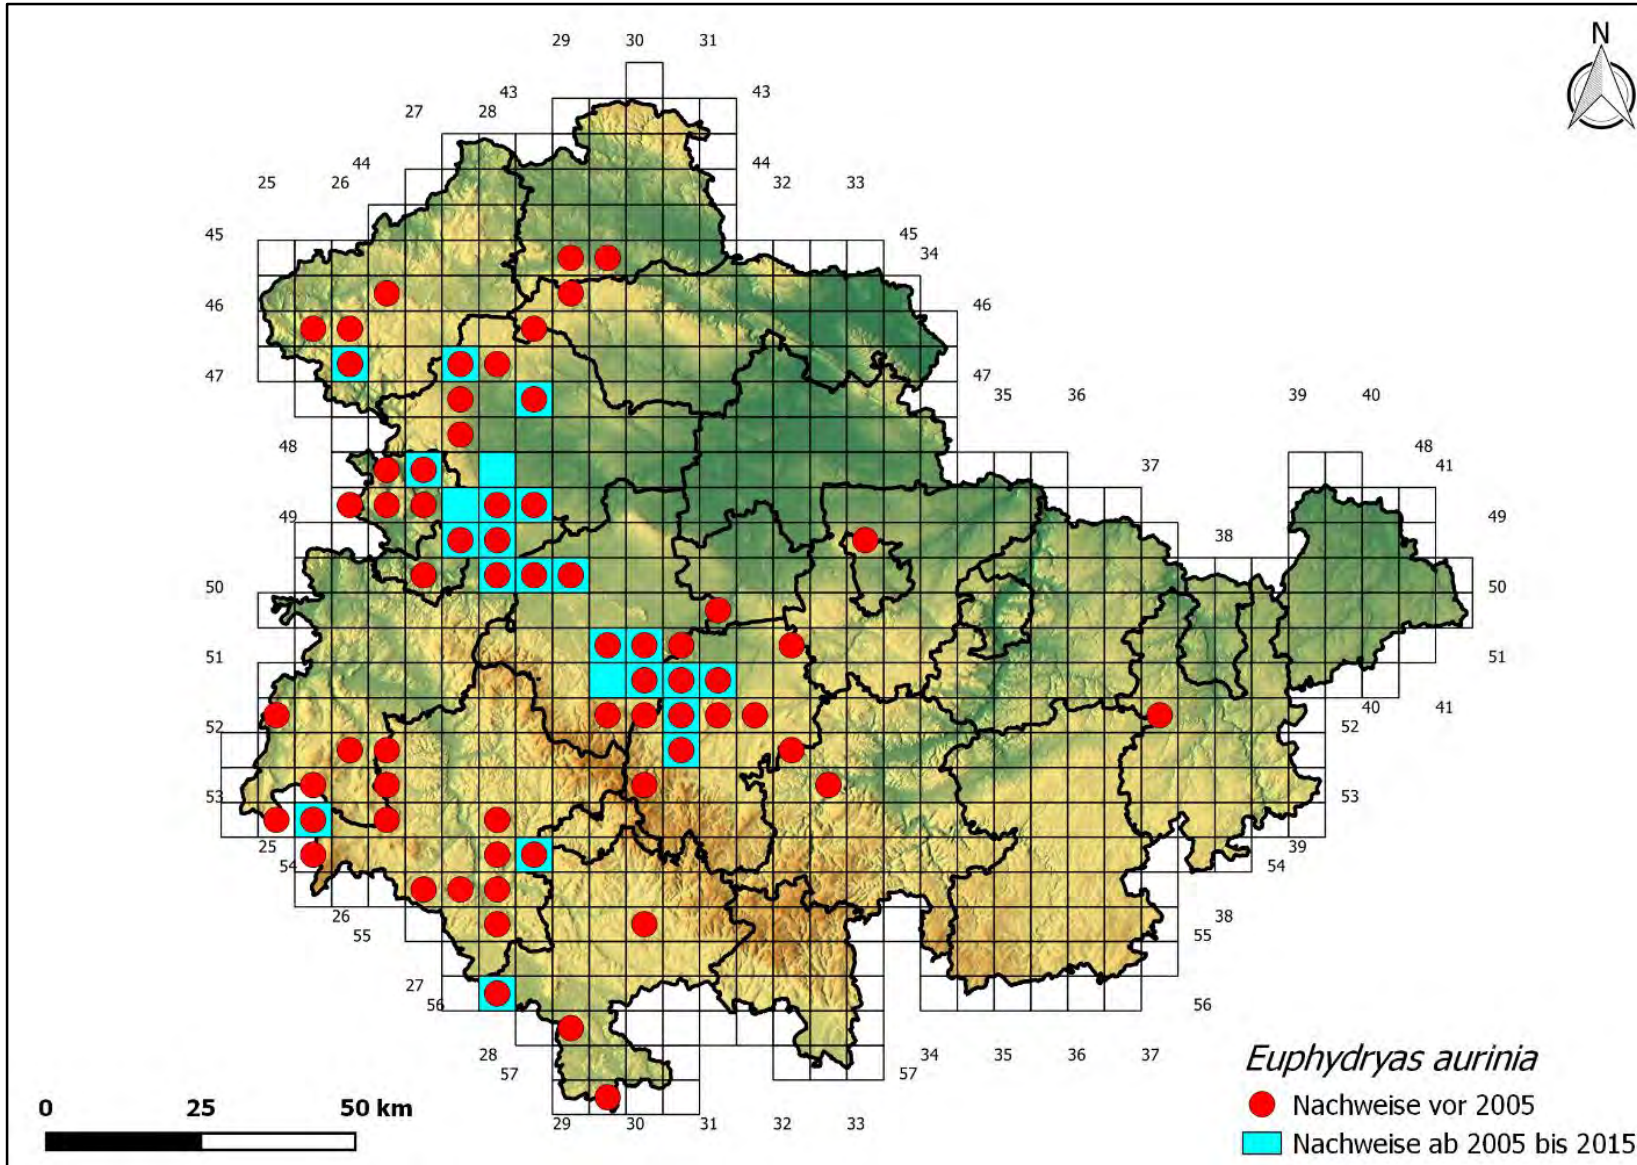 29 30 31
N
43 43
27 28
44 44
25 26 32 33
45 45
34
46 46
47 47
35 36 39 40
48 48
37 41
49 49
38
50 50
51 51
40 41
52 52
53 53
25 39
54 54
26 38
55 55
27
56 56
28 34 35 36 37
57 57
Euphydryas aurinia
0 25 50 km
Nachweise vor 2005
29 30 31 32 33
Nachweise ab 2005 bis 2015